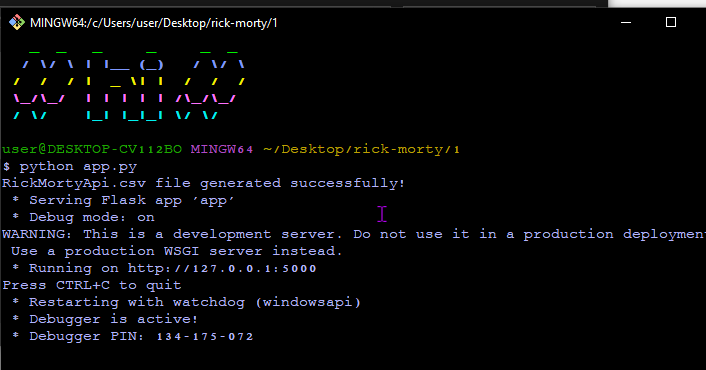 MINGW64:/c/Users/user/Desktop/rick-morty/1
user@DESKTOP-CV112BO MINGW64 ~/Desktop/rick-morty/1
$ python app.py
RickMortyApi.csv file generated successfully!
 * Serving Flask app 'app'
 * Debug mode: on
WARNING: This is a development server. Do not use it in a production deployment
 Use a production WSGI server instead.
 * Running on http://127.0.0.1:5000
Press CTRL+C to quit
 * Restarting with watchdog (windowsapi)
 * Debugger is active!
 * Debugger PIN: 134-175-072